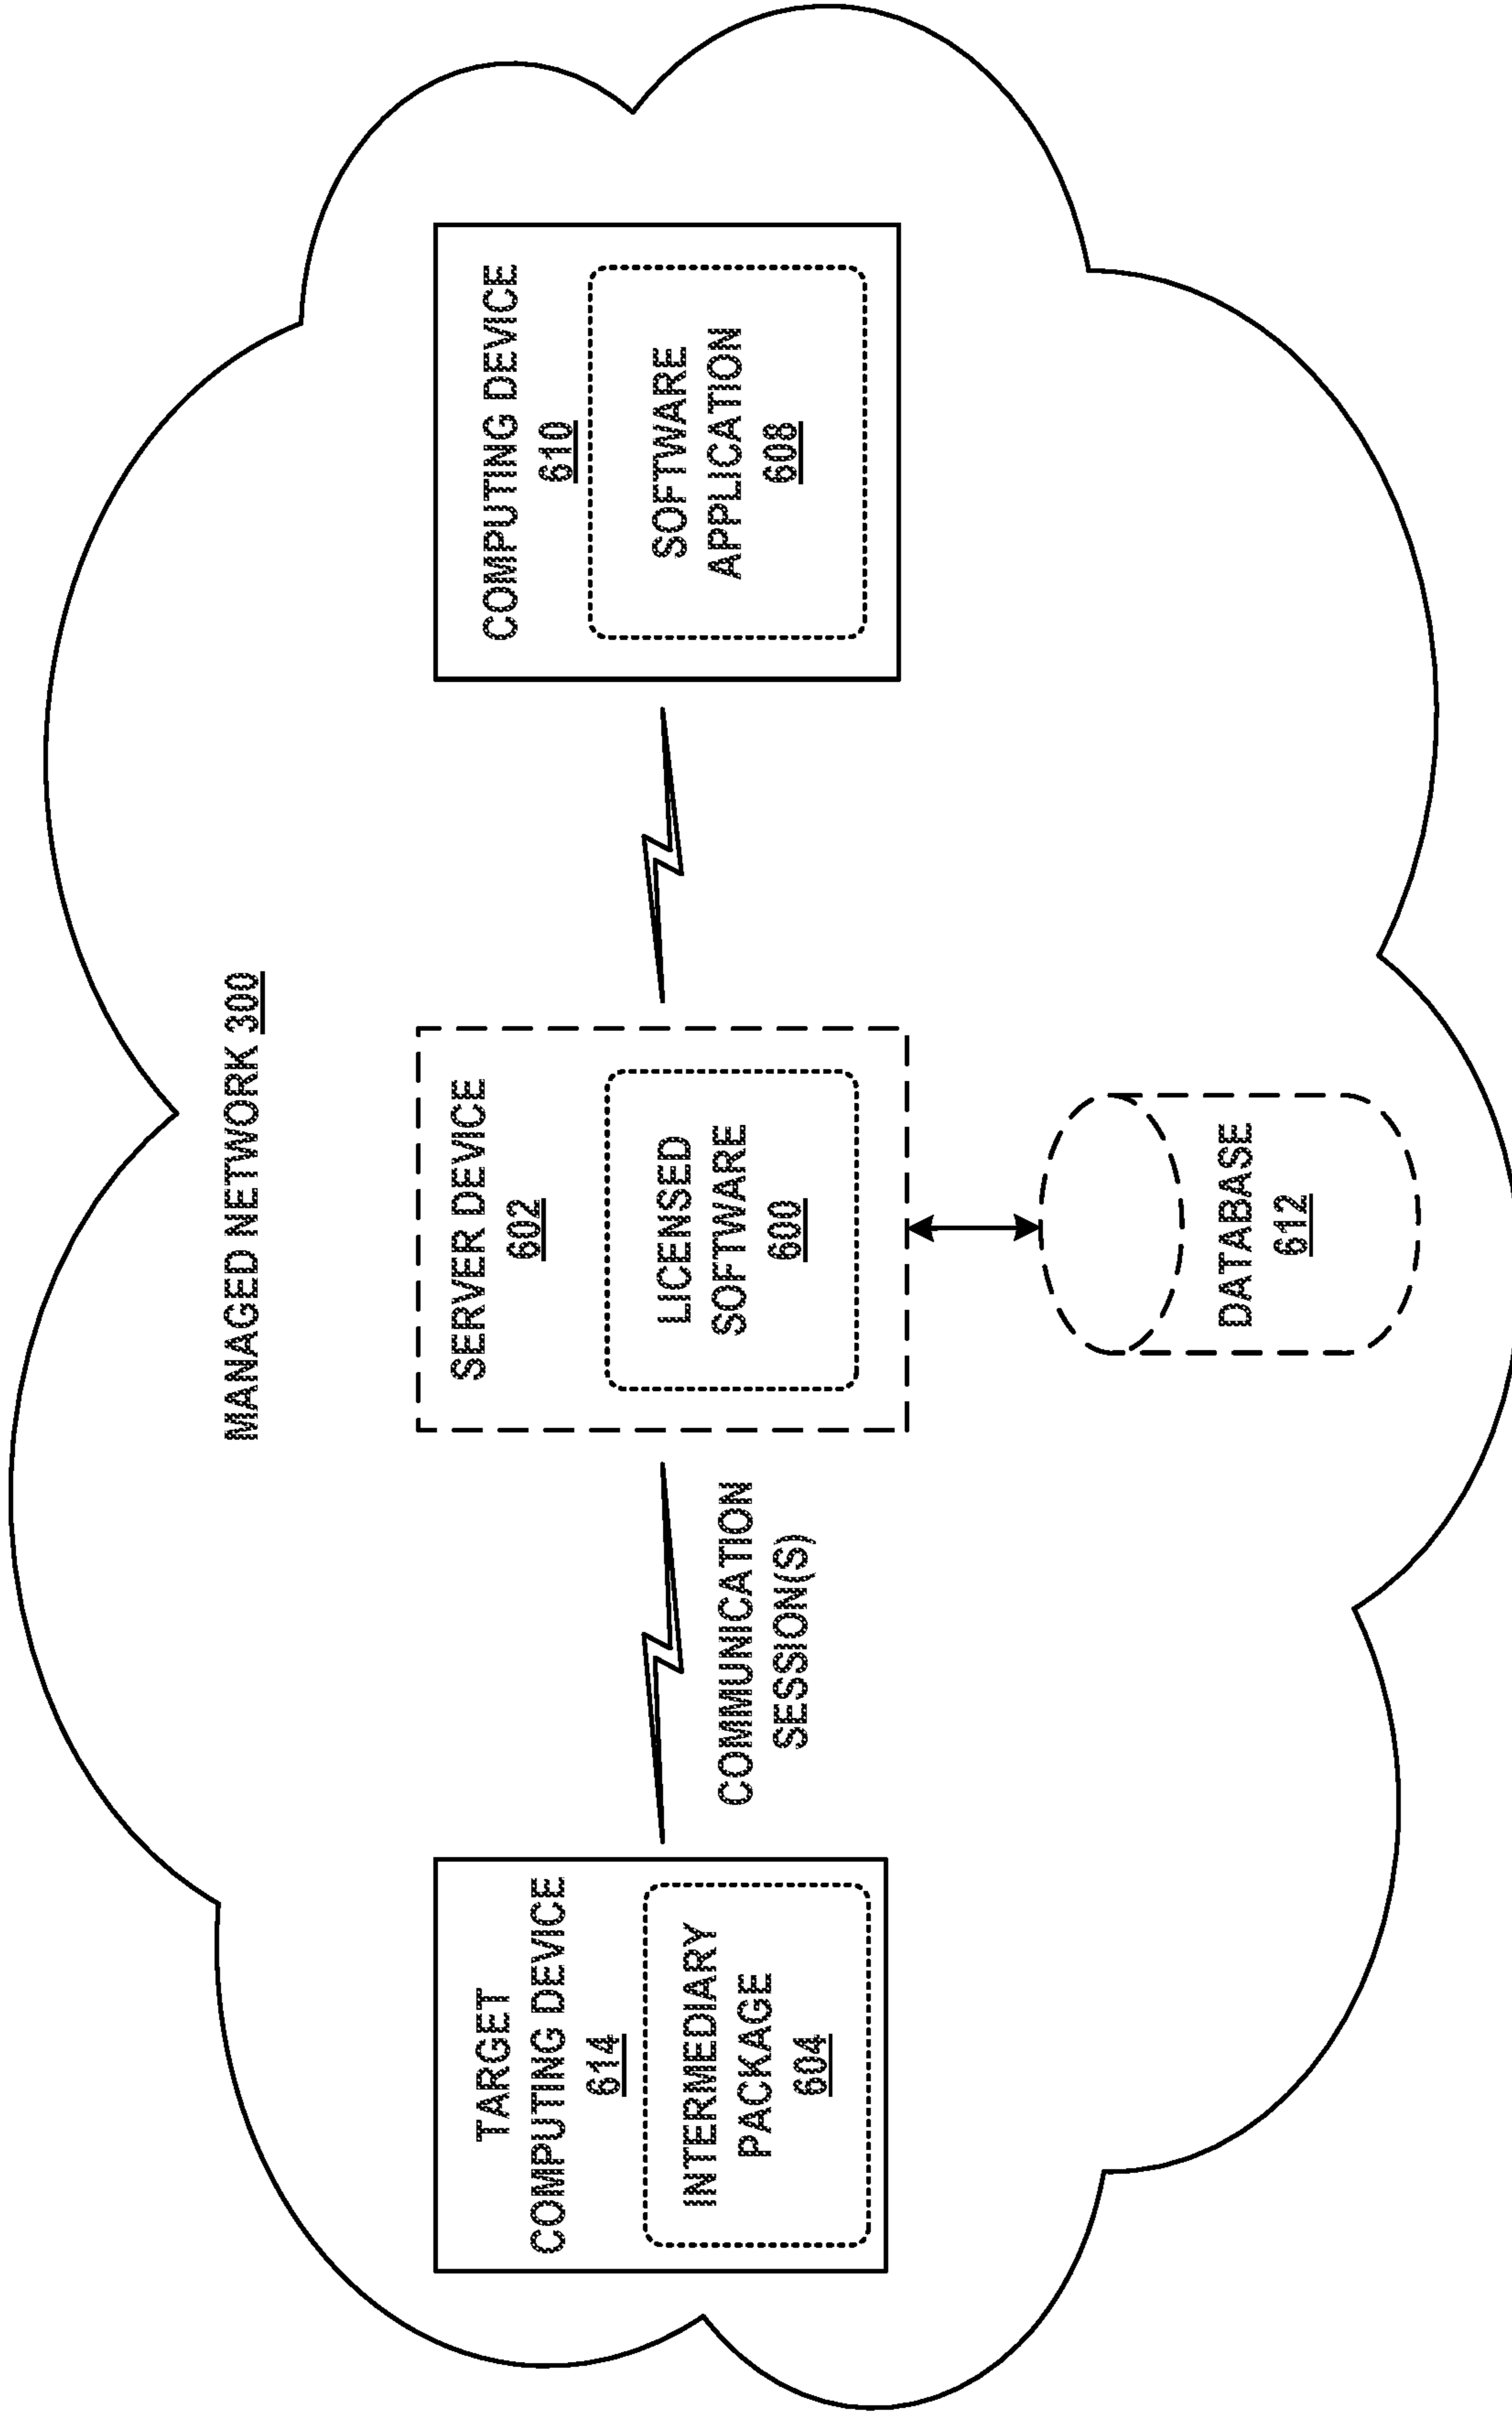 MANAGED NETWORK 300
TARGET
COMPUTING DEVICE
614
INTERMEDIARY
PACKAGE
604
COMMUNICATION
SESSION(S)
SERVER DEVICE
602
LICENSED
SOFTWARE
600
COMPUTING DEVICE
610
SOFTWARE
APPLICATION
608
DATABASE
612